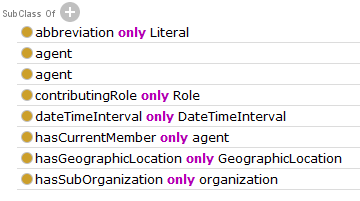 SubClass Of
abbreviation only Literal
agent
agent
contributingRole only Role
dateTimeInterval only DateTimeInterval
hasCurrentMember only agent
hasGeographicLocation only GeographicLocation
hasSubOrganization only organization